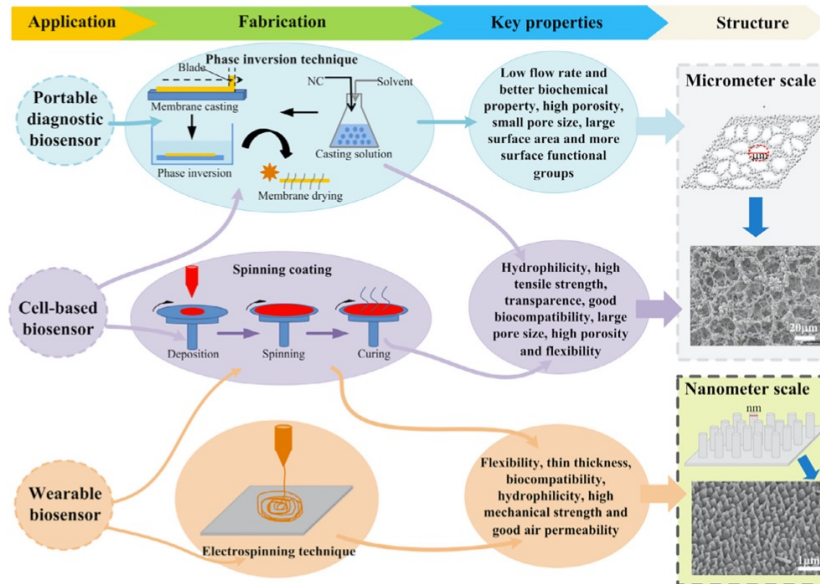 Application
Fabrication
Key properties
Structure
Portable
diagnostic
biosensor
Phase inversion technique
Blade
NC
Solvent
Membrane casting
Casting solution
Phase inversion
Membrane drying
Low flow rate and
better biochemical
property, high porosity,
small pore size, large
surface area and more
surface functional
groups
Micrometer scale
μm
20μm
Cell-based
biosensor
Spinning coating
Deposition
Spinning
Curing
Hydrophilicity, high
tensile strength,
transparence, good
biocompatibility, large
pore size, high porosity
and flexibility
Wearable
biosensor
Electrospinning technique
Flexibility, thin thickness,
biocompatibility,
hydrophilicity, high
mechanical strength and
good air permeability
Nanometer scale
nm
1μm